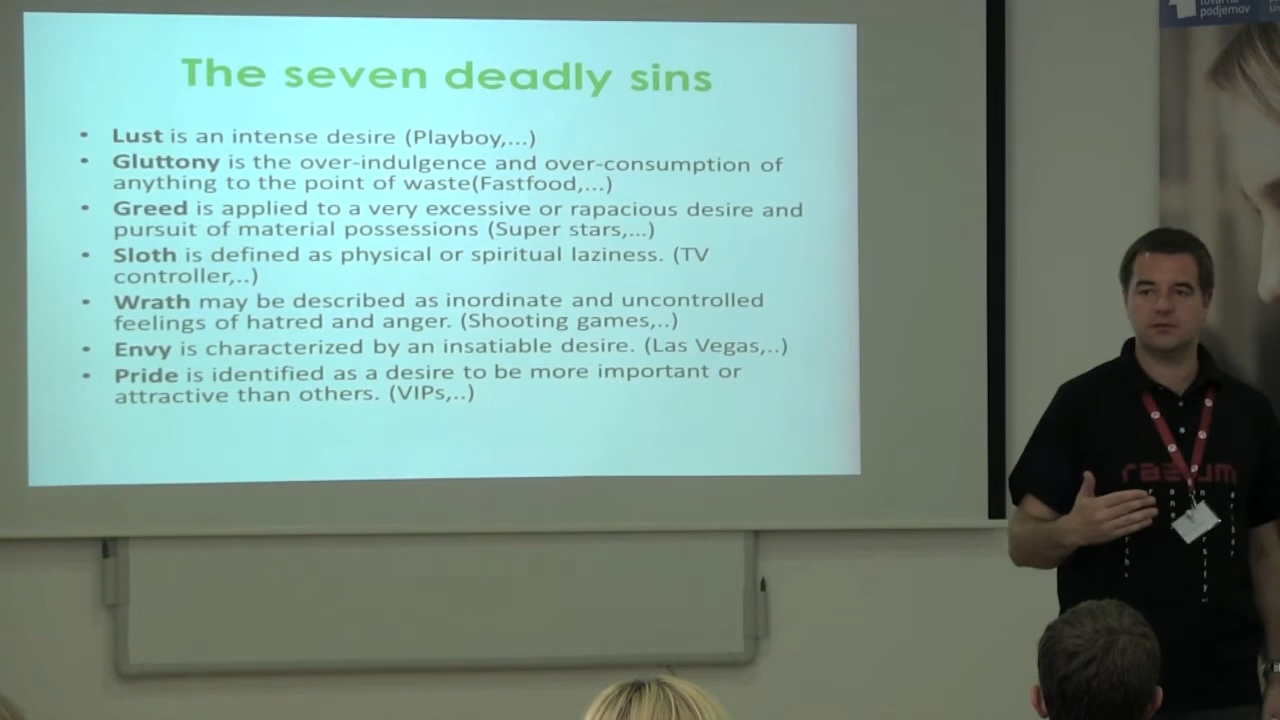 The seven deadly sins
• Lust is an intense desire (Playboy,...)
• Gluttony is the over-indulgence and over-consumption of
anything to the point of waste(Fastfood,...)
• Greed is applied to a very excessive or rapacious desire and
pursuit of material possessions (Super stars,...)
• Sloth is defined as physical or spiritual laziness. (TV
controller,..)
• Wrath may be described as inordinate and uncontrolled
feelings of hatred and anger. (Shooting games,..)
• Envy is characterized by an insatiable desire. (Las Vegas,..)
• Pride is identified as a desire to be more important or
attractive than others. (VIPs,..)
tovarna
podjemov